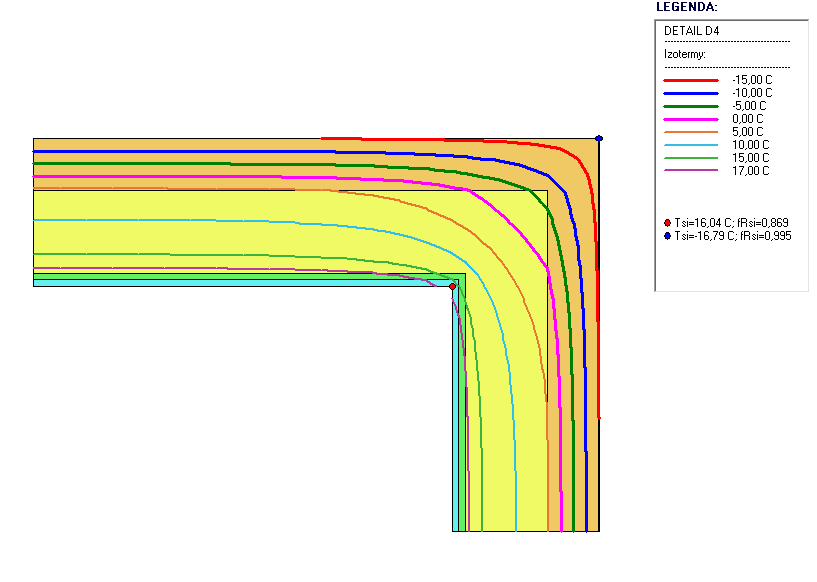 LEGENDA:
DETAIL D4
Izotermy:
-15,00 C
-10,00 C
-5,00 C
0,00 C
5,00 C
10,00 C
15,00 C
17,00 C
Tsi=16,04 C; fRsi=0,869
Tsi=-16,79 C; fRsi=0,995